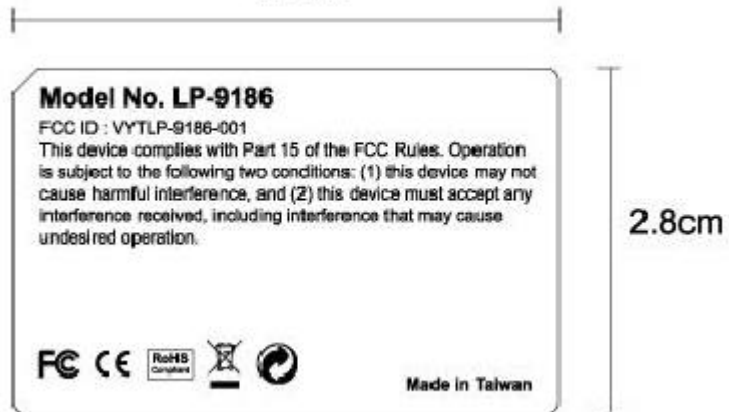 Model No. LP-9186
FCC ID : VYTLP-9186-001
This device complies with Part 15 of the FCC Rules. Operation
is subject to the following two conditions: (1) this device may not
cause harmful interference, and (2) this device must accept any
interference received, including interference that may cause
undesired operation.
2.8cm
FC CE RoHS
Compliant
Made in Taiwan